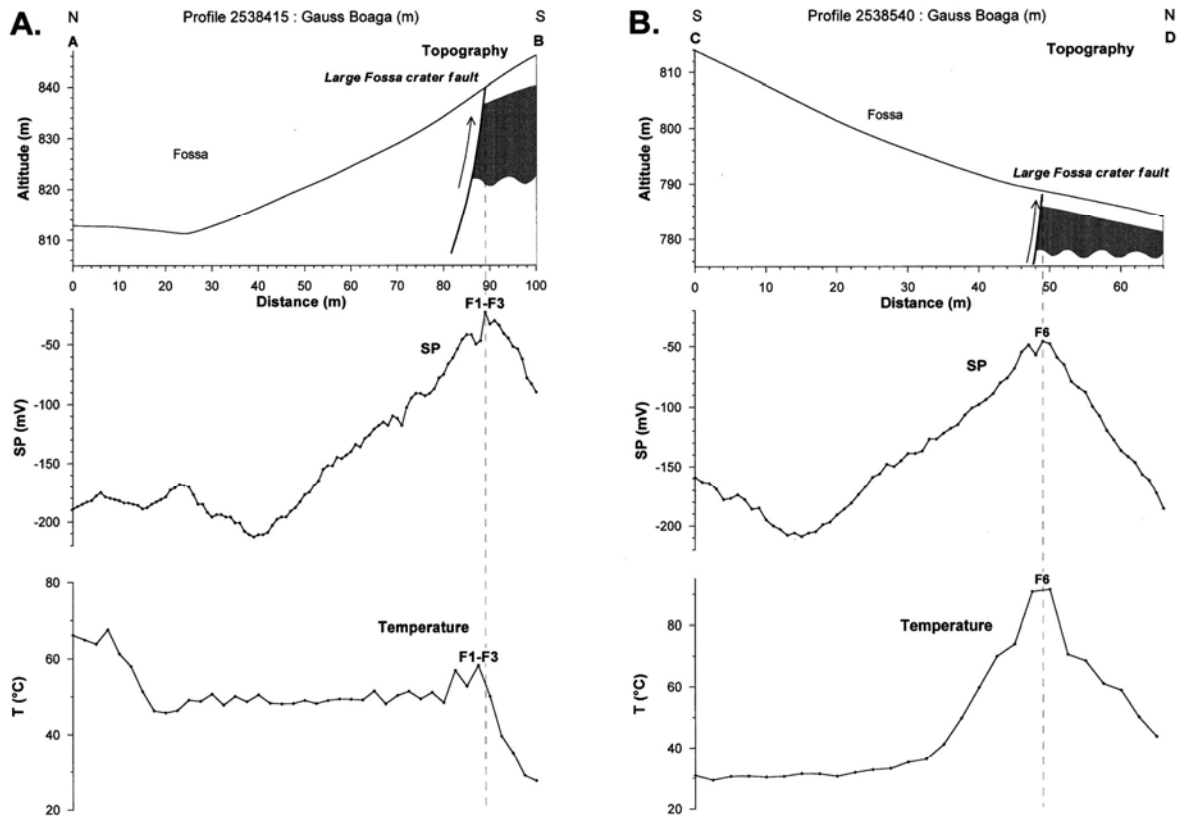 A.
N
Profile 2538415 : Gauss Boaga (m)
S
A
B
Topography
Large Fossa crater fault
Fossa
Altitude (m)
840
830
820
810
0 10 20 30 40 50 60 70 80 90 100
Distance (m)
F1-F3
SP
SP (mV)
-50
-100
-150
-200
Temperature
F1-F3
T (°C)
80
60
40
20
B.
S
Profile 2538540 : Gauss Boaga (m)
N
C
D
Topography
Fossa
Large Fossa crater fault
Altitude (m)
810
800
790
780
0 10 20 30 40 50 60
Distance (m)
F6
SP
SP (mV)
-50
-100
-150
-200
F6
Temperature
T (°C)
80
60
40
20